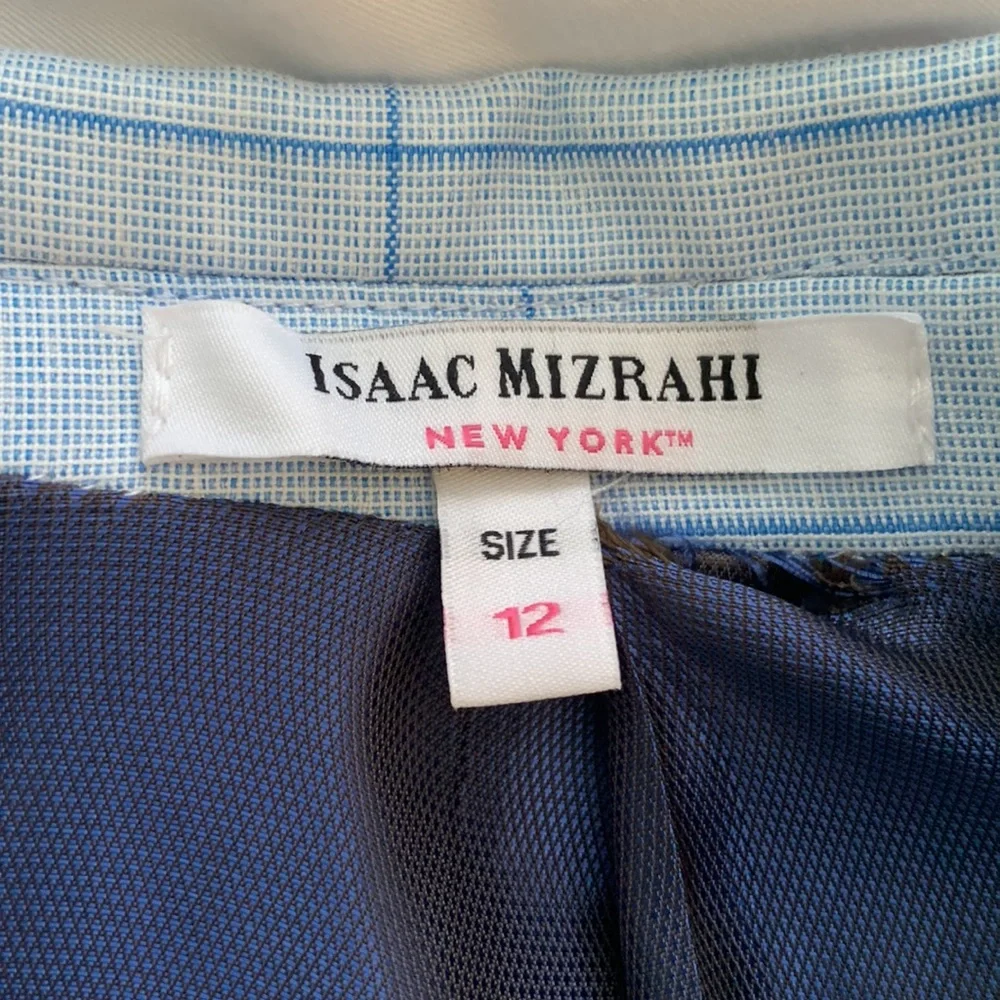 ISAAC MIZRAHI
NEW YORK™
SIZE
12